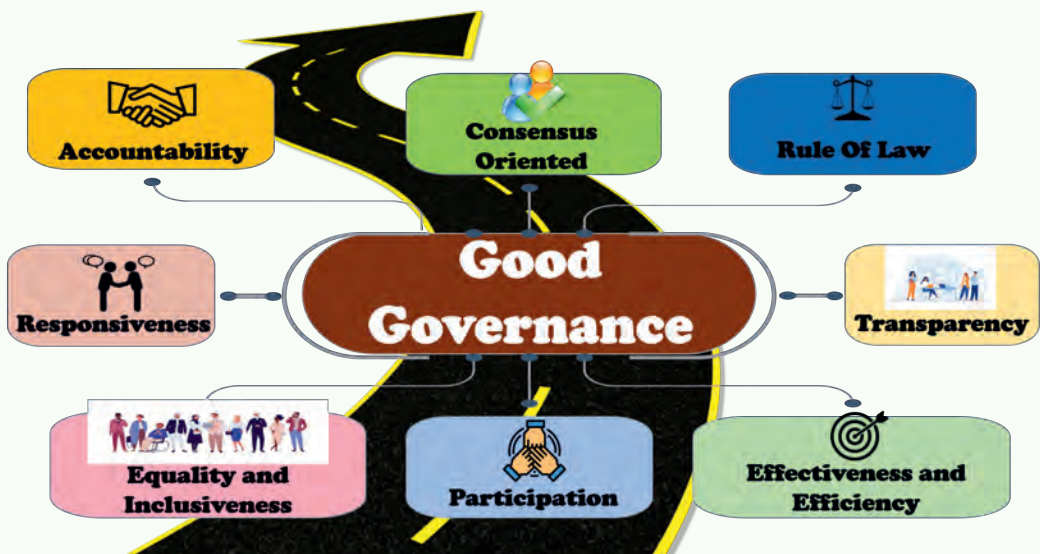 Accountability
Consensus
Oriented
Rule Of Law
Good
Governance
Responsiveness
Transparency
Equality and
Inclusiveness
Participation
Effectiveness and
Efficiency